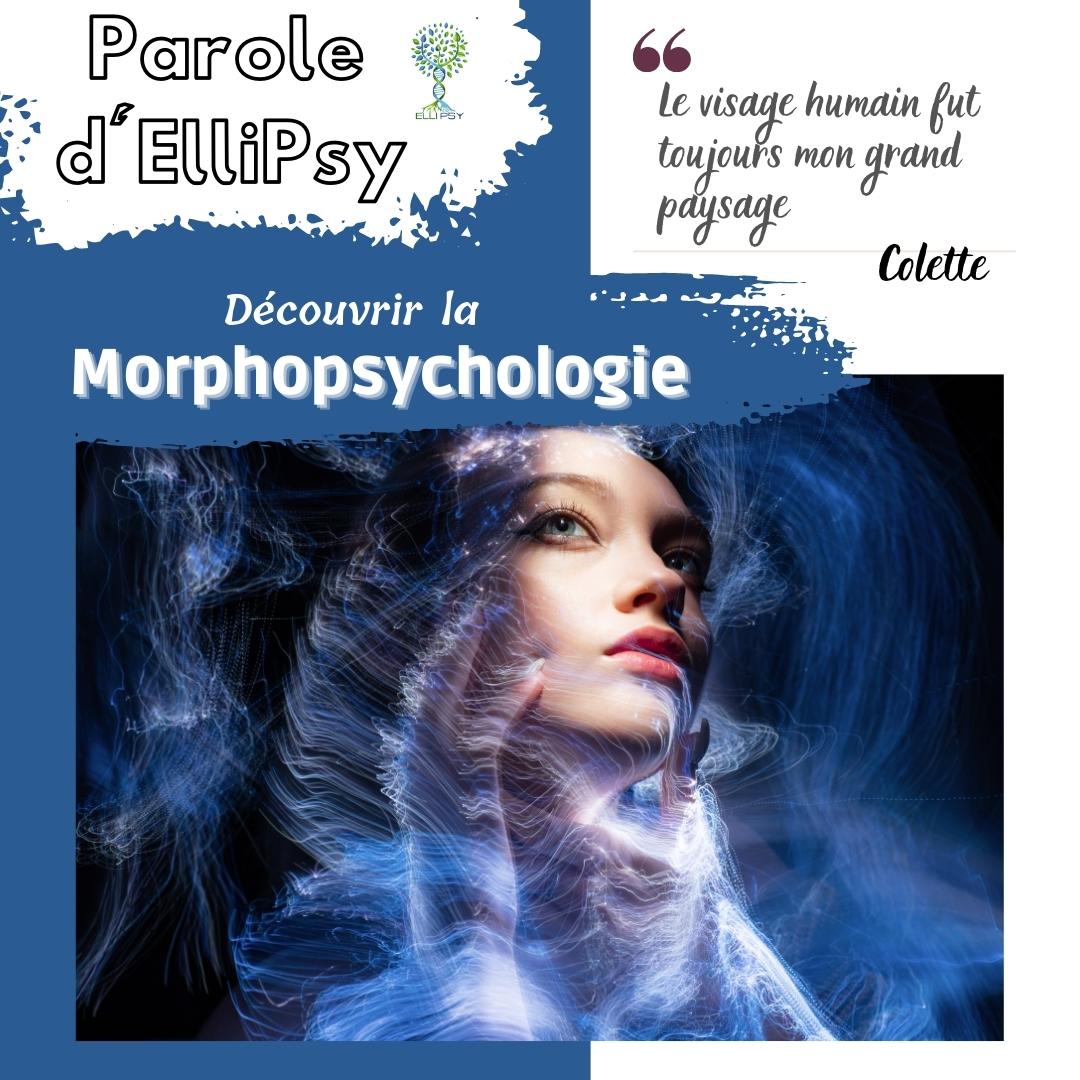 Parole
d'ElliPsy
ELLIPSY
Le visage humain fut
toujours mon grand
paysage
Colette
Découvrir la
Morphopsychologie